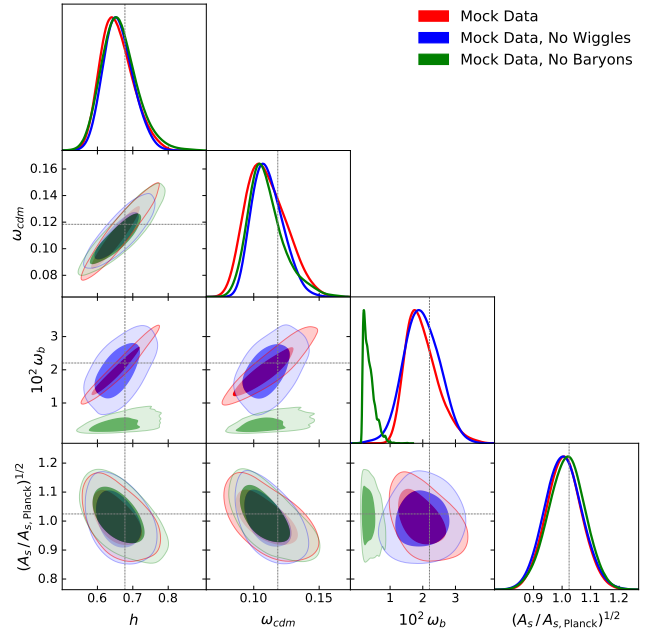 Mock Data
Mock Data, No Wiggles
Mock Data, No Baryons
0.16
0.14
0.12
0.10
0.08
ω_cdm
3
2
1
10² ω_b
1.2
1.1
1.0
0.9
0.8
(A_s/A_s,Planck)^1/2
0.6 0.8
h
0.10 0.15
ω_cdm
1 2 3
10² ω_b
0.9 1.0 1.1 1.2
(A_s/A_s,Planck)^1/2